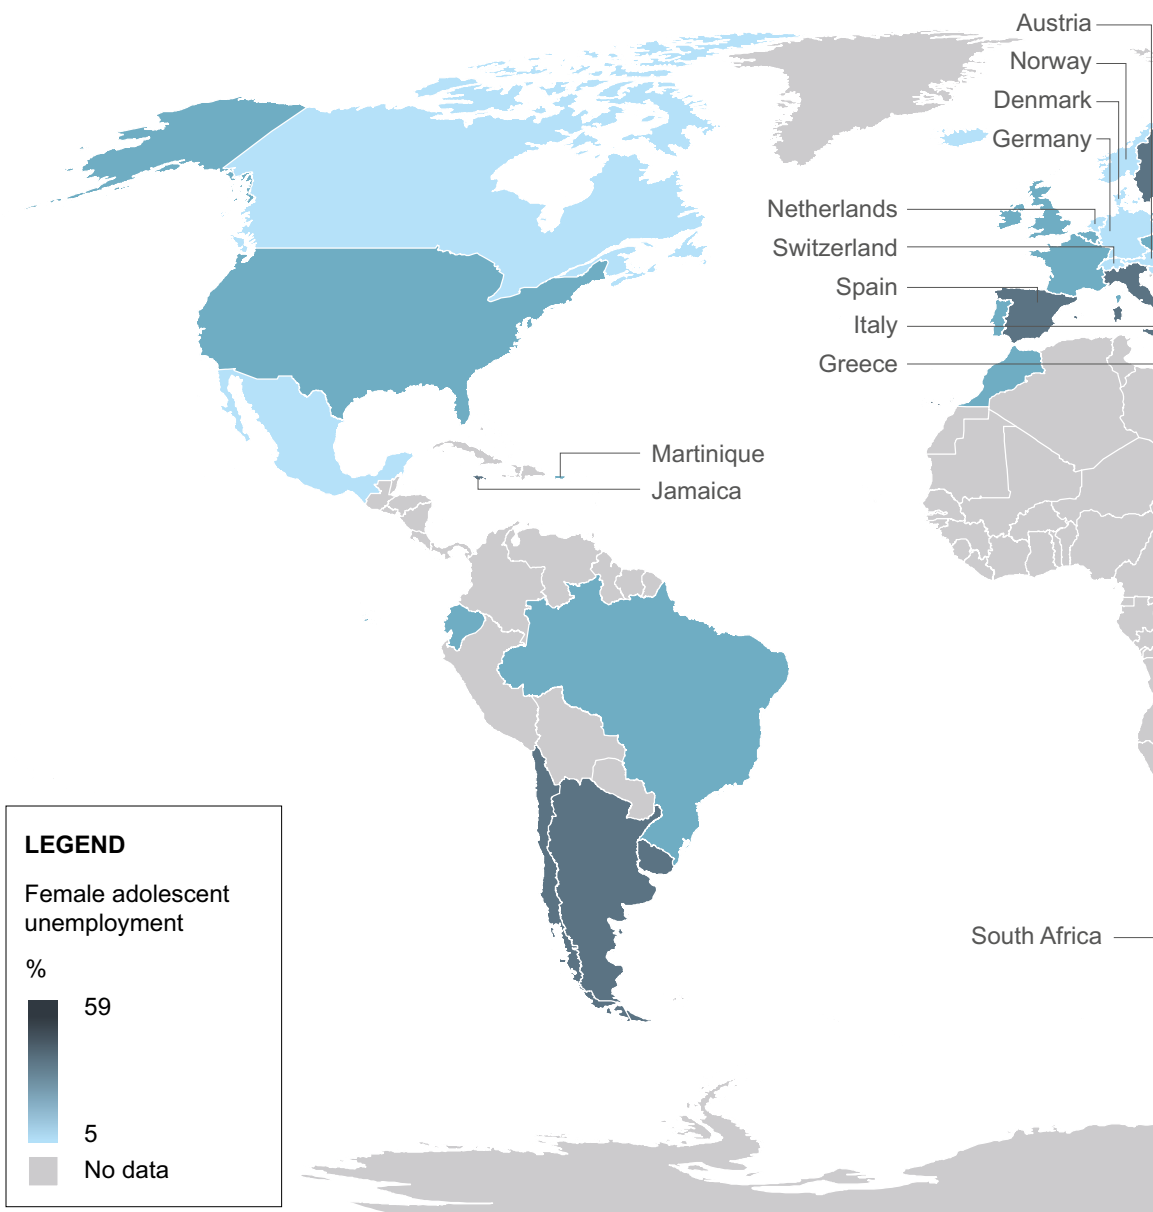 Austria
Norway
Denmark
Germany
Netherlands
Switzerland
Spain
Italy
Greece
Martinique
Jamaica
South Africa
LEGEND
Female adolescent
unemployment
%
59
5
No data